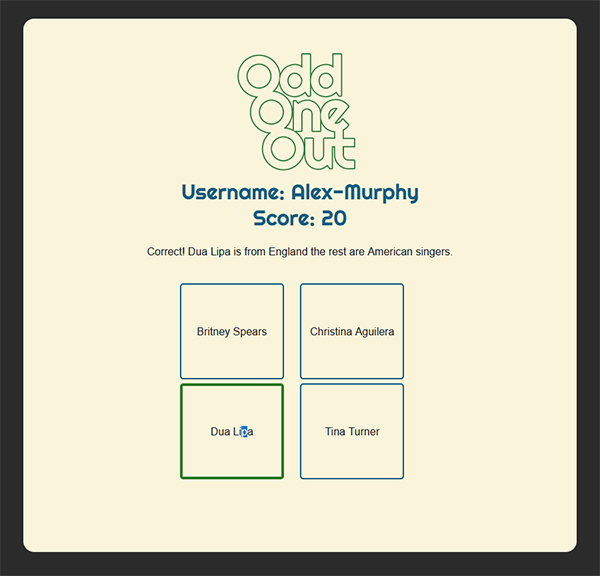 Odd
One
Out
Username: Alex-Murphy
Score: 20
Correct! Dua Lipa is from England the rest are American singers.
Britney Spears
Christina Aguilera
Dua Lipa
Tina Turner